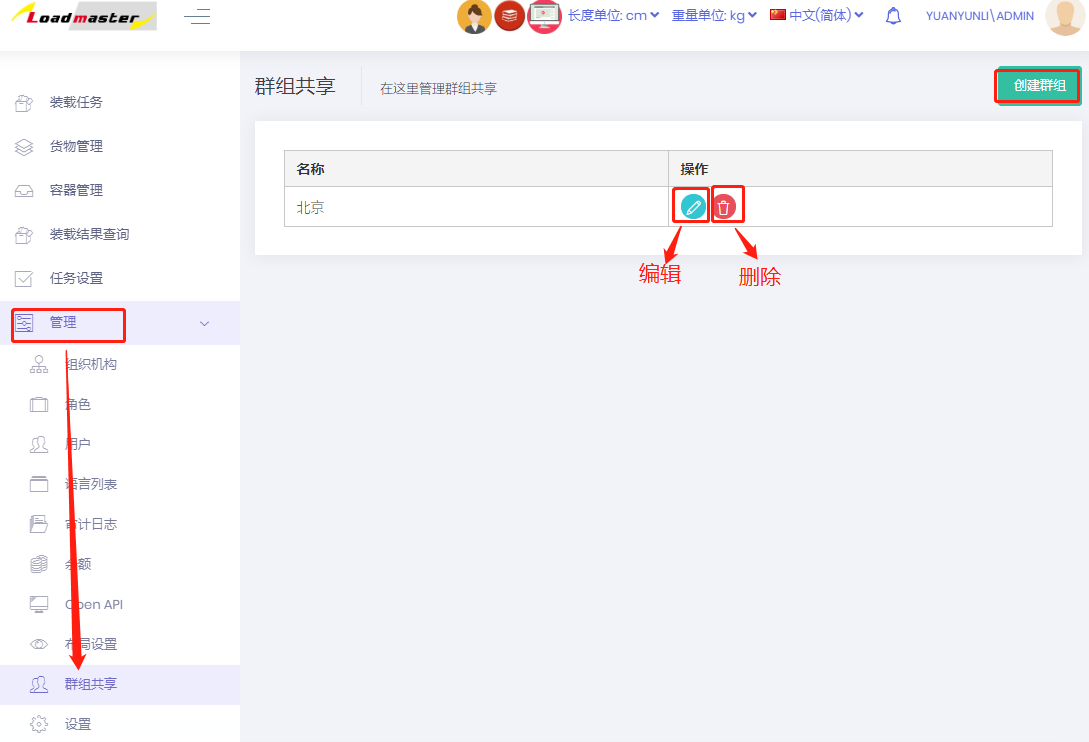 Loadmaster
长度单位: cm 重量单位: kg 中文(简体) YUANYUNLI\ADMIN
装载任务
货物管理
容器管理
装载结果查询
任务设置
管理
组织机构
角色
用户
语言列表
审计日志
余额
Open API
布局设置
群组共享
设置
群组共享 在这里管理群组共享 创建群组
名称 操作
北京
编辑 删除